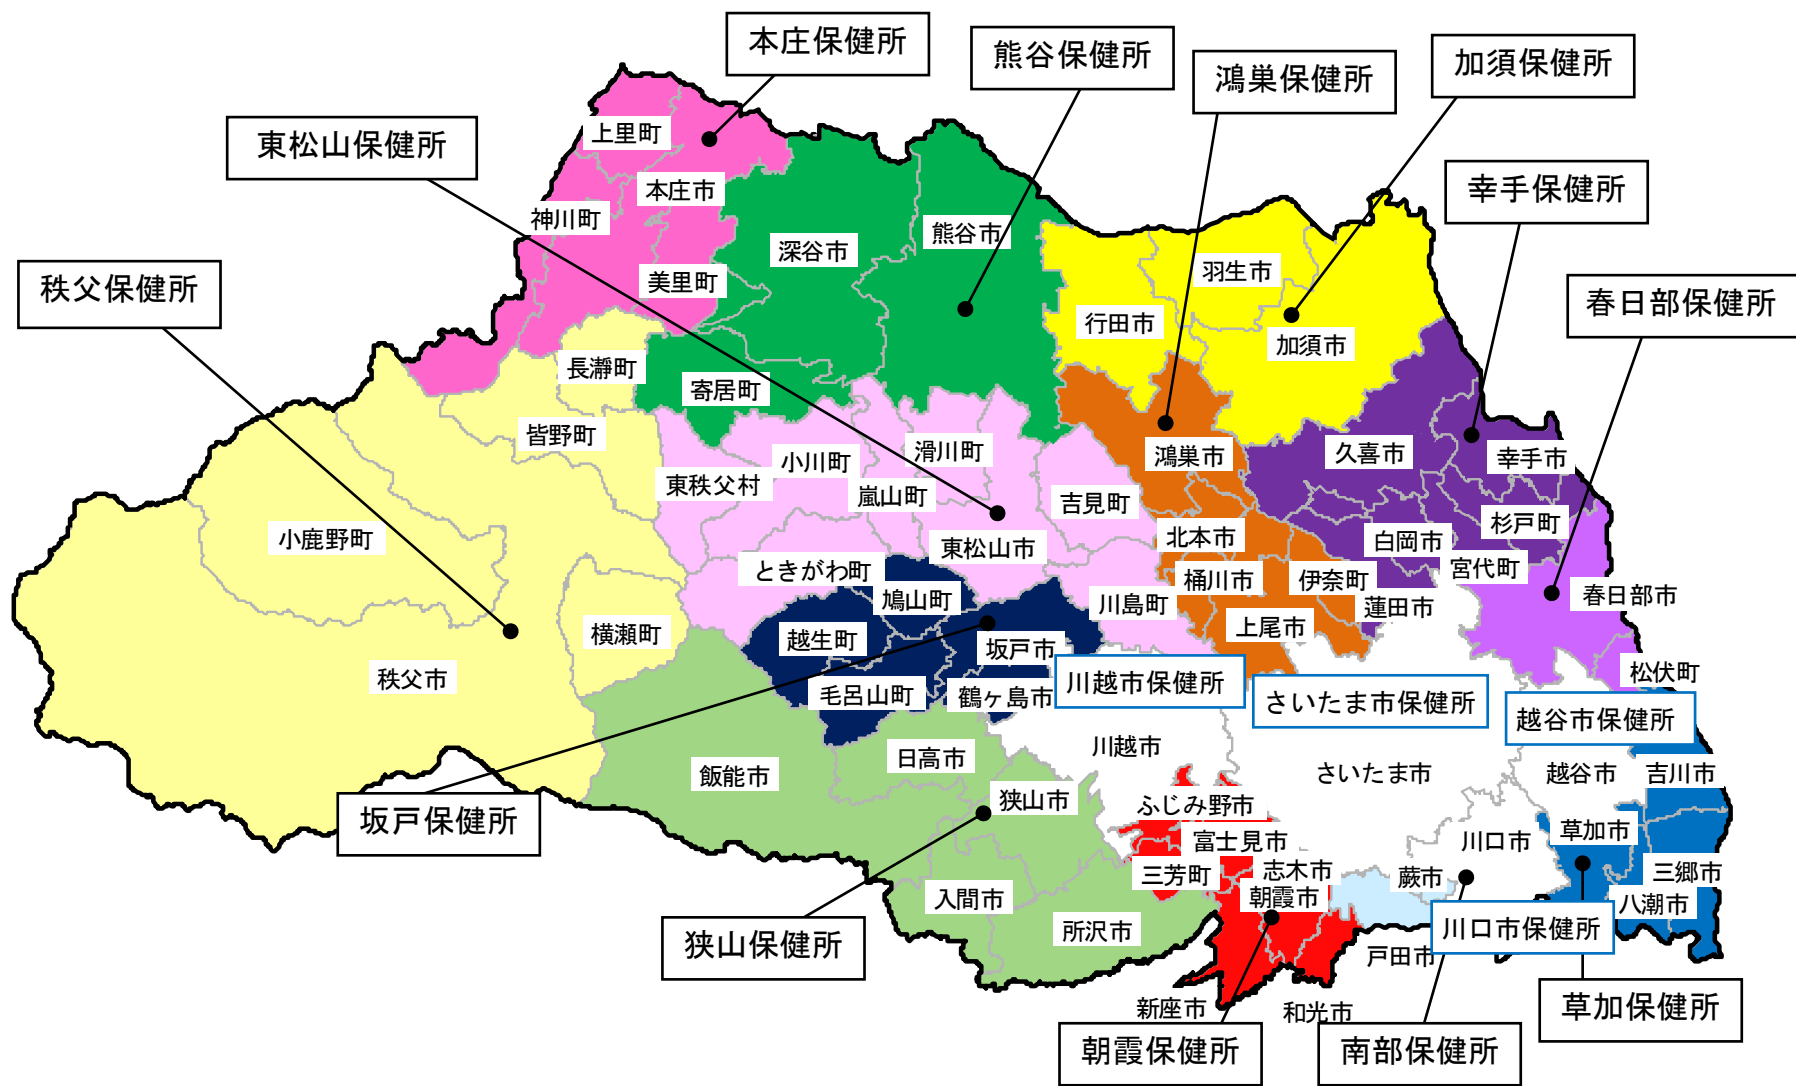 本庄保健所
熊谷保健所
鴻巣保健所
加須保健所
東松山保健所
幸手保健所
秩父保健所
春日部保健所
上里町
本庄市
神川町
美里町
深谷市
熊谷市
羽生市
行田市
加須市
長瀞町
寄居町
皆野町
小川町
滑川町
鴻巣市
久喜市
幸手市
東秩父村
嵐山町
吉見町
小鹿野町
東松山市
北本市
白岡市
杉戸町
ときがわ町
桶川市
伊奈町
宮代町
鳩山町
川島町
蓮田市
春日部市
横瀬町
越生町
坂戸市
上尾市
秩父市
毛呂山町
鶴ヶ島市
川越市保健所
さいたま市保健所
松伏町
越谷市保健所
飯能市
日高市
川越市
さいたま市
越谷市
吉川市
坂戸保健所
狭山市
ふじみ野市
富士見市
川口市
草加市
三芳町
志木市
蕨市
三郷市
入間市
朝霞市
八潮市
狭山保健所
所沢市
川口市保健所
戸田市
新座市
和光市
草加保健所
朝霞保健所
南部保健所